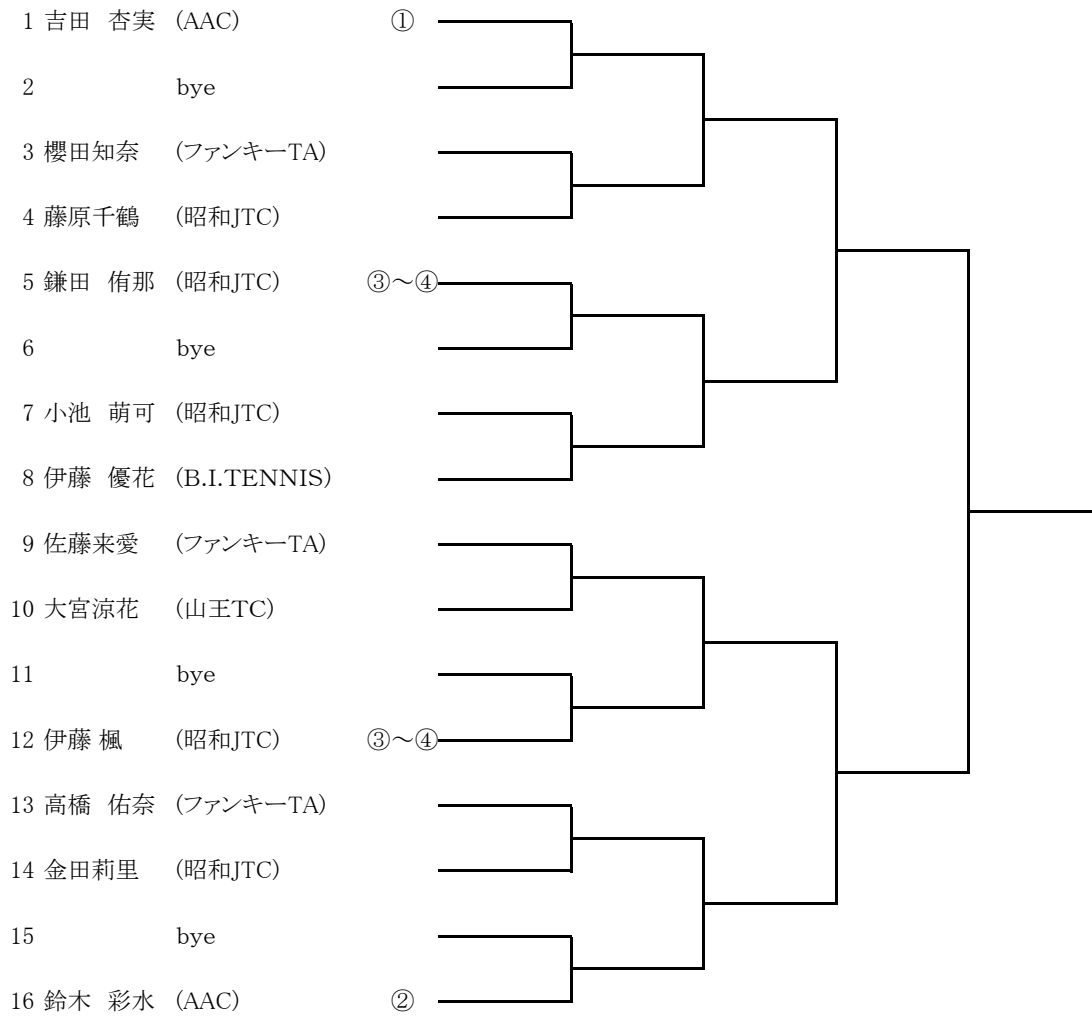 1 吉田 杏実 (AAC) ①
2 bye
3 櫻田知奈 (ファンキーTA)
4 藤原千鶴 (昭和JTC)
5 鎌田 侑那 (昭和JTC) ③～④
6 bye
7 小池 萌可 (昭和JTC)
8 伊藤 優花 (B.I.TENNIS)
9 佐藤来愛 (ファンキーTA)
10 大宮涼花 (山王TC)
11 bye
12 伊藤 楓 (昭和JTC) ③～④
13 高橋 佑奈 (ファンキーTA)
14 金田莉里 (昭和JTC)
15 bye
16 鈴木 彩水 (AAC) ②